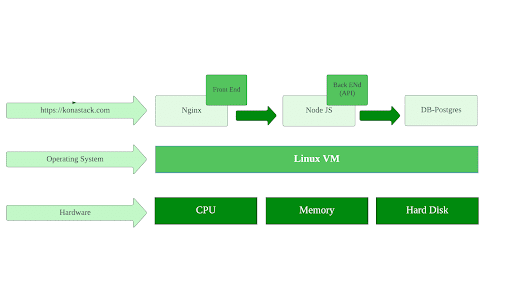 Front End
Back ENd
(API)
https://konastack.com
Nginx
Node JS
DB-Postgres
Operating System
Linux VM
Hardware
CPU
Memory
Hard Disk